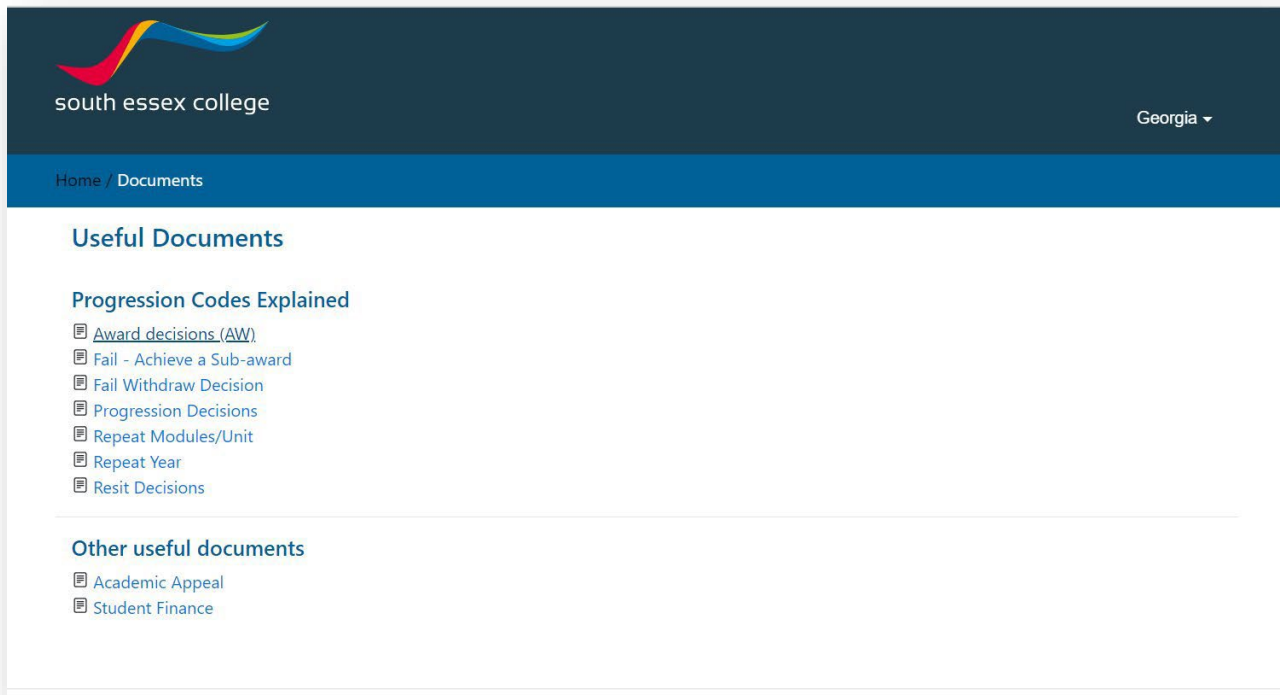 south essex college
Georgia
Home / Documents
Useful Documents
Progression Codes Explained
Award decisions (AW)
Fail - Achieve a Sub-award
Fail Withdraw Decision
Progression Decisions
Repeat Modules/Unit
Repeat Year
Resit Decisions
Other useful documents
Academic Appeal
Student Finance